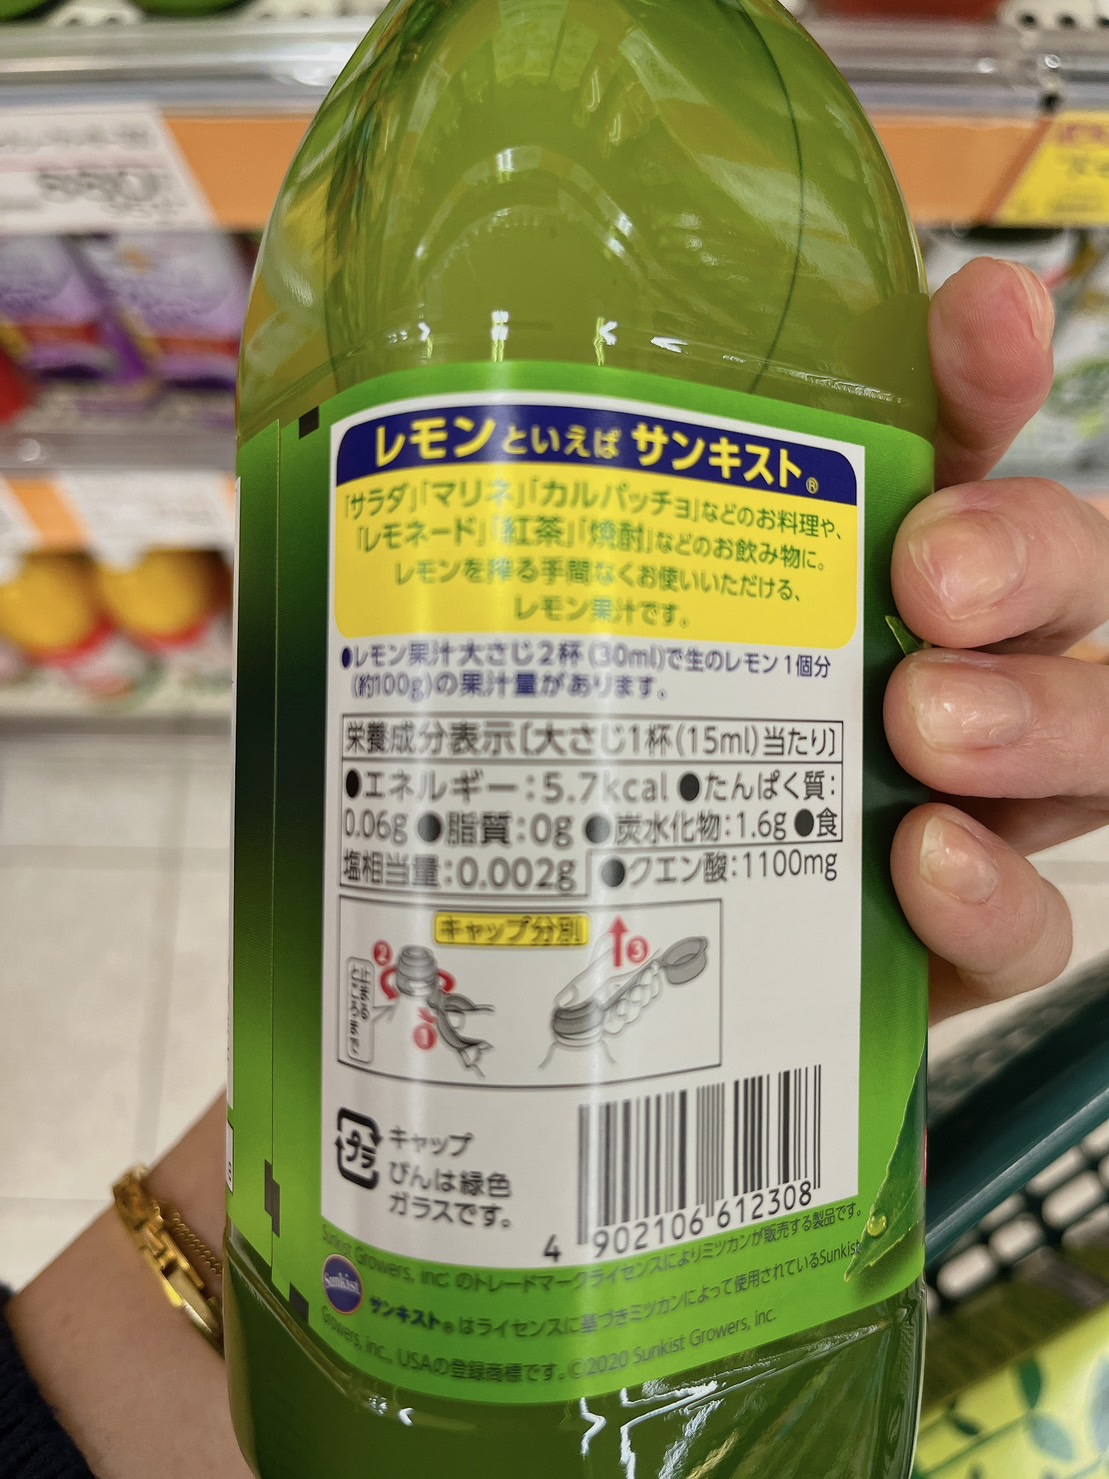 レモンといえばサンキスト®
「サラダ」「マリネ」「カルパッチョ」などのお料理や、
「レモネード」「紅茶」「焼酎」などのお飲み物に。
レモンを搾る手間なくお使いいただける、
レモン果汁です。
●レモン果汁大さじ2杯(30ml)で生のレモン1個分
(約100g)の果汁量があります。
栄養成分表示〔大さじ1杯(15ml)当たり〕
●エネルギー:5.7kcal ●たんぱく質:
0.06g ●脂質:0g ●炭水化物:1.6g ●食
塩相当量:0.002g ●クエン酸:1100mg
キャップ分別
2
1
3
プラ
キャップ
びんは緑色
ガラスです。
4 902106 612308
Sunkist Growers, inc.のトレードマークライセンスによりミツカンが販売する製品です。
Sunkist
サンキスト®はライセンスに基づきミツカンによって使用されているSunkist
Growers, inc. USAの登録商標です。©2020 Sunkist Growers, inc.